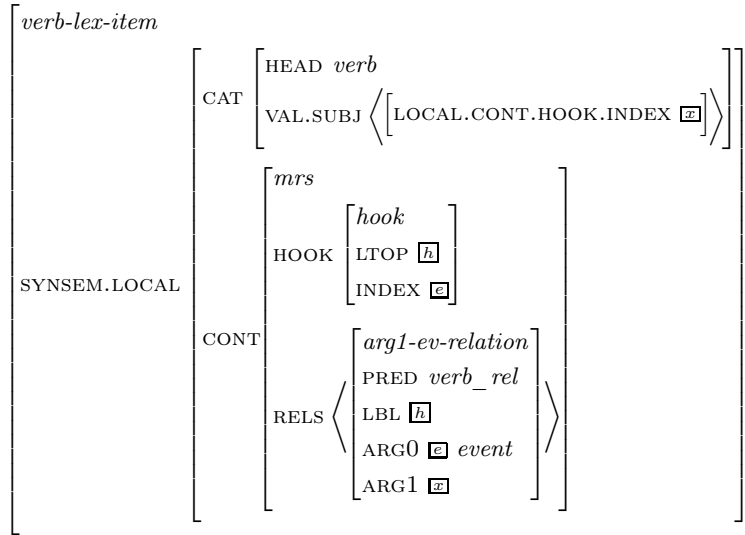 verb-lex-item
HEAD verb
CAT
VAL.SUBJ ⟨[LOCAL.CONT.HOOK.INDEX x]⟩
mrs
hook
HOOK LTOP h
INDEX e
SYNSEM.LOCAL
CONT
arg1-ev-relation
PRED verb_rel
RELS LBL h
ARG0 e event
ARG1 x